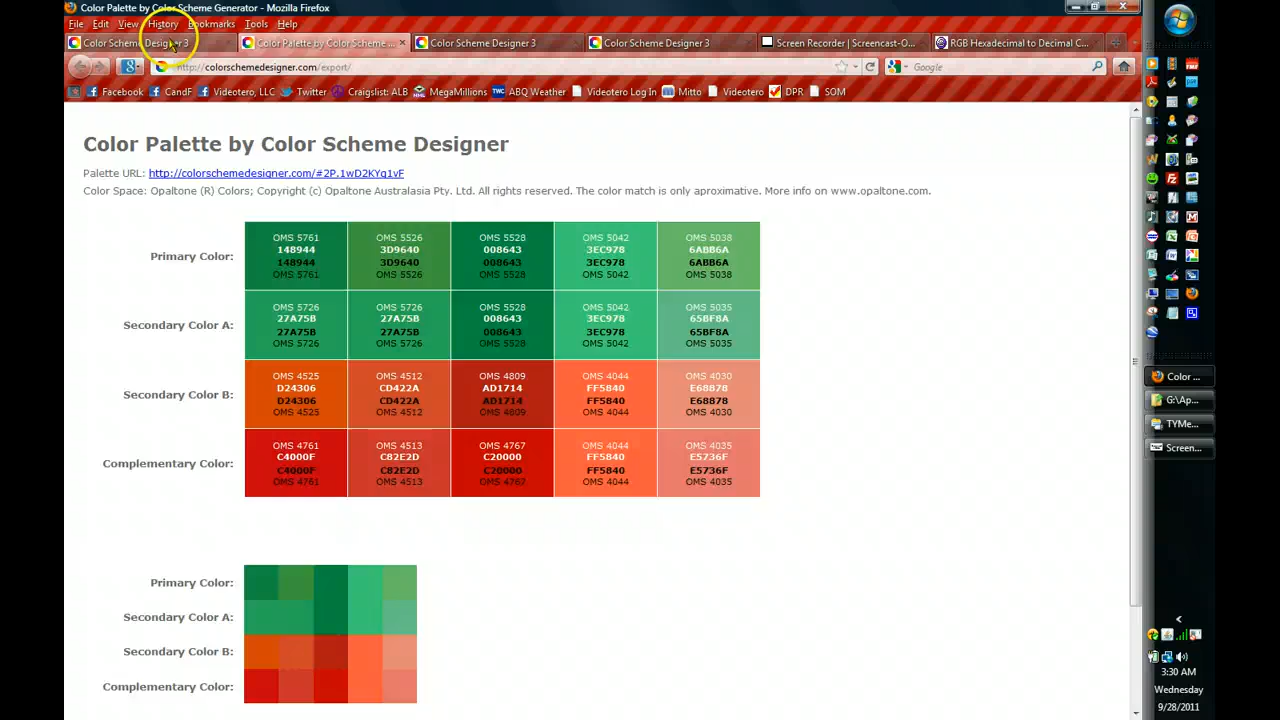 Color Palette by Color Scheme Generator - Mozilla Firefox
File Edit View History Bookmarks Tools Help
Color Scheme Designer 3
Color Palette by Color Scheme ...
Color Scheme Designer 3
Color Scheme Designer 3
Screen Recorder | Screencast-O...
RGB Hexadecimal to Decimal C...
http://colorschemedesigner.com/export/
Google
Facebook CandF Videotero, LLC Twitter Craigslist: ALB MegaMillions ABQ Weather Videotero Log In Mitto Videotero DPR SOM
Color Palette by Color Scheme Designer
Palette URL: http://colorschemedesigner.com/#2P.1wD2KYq1vF
Color Space: Opaltone (R) Colors; Copyright (c) Opaltone Australasia Pty. Ltd. All rights reserved. The color match is only aproximative. More info on www.opaltone.com.
Primary Color:
OMS 5761 OMS 5526 OMS 5528 OMS 5042 OMS 5038
148944 3D9640 008643 3EC978 6ABB6A
148944 3D9640 008643 3EC978 6ABB6A
OMS 5761 OMS 5526 OMS 5528 OMS 5042 OMS 5038
Secondary Color A:
OMS 5726 OMS 5726 OMS 5528 OMS 5042 OMS 5035
27A75B 27A75B 008643 3EC978 65BF8A
27A75B 27A75B 008643 3EC978 65BF8A
OMS 5726 OMS 5726 OMS 5528 OMS 5042 OMS 5035
Secondary Color B:
OMS 4525 OMS 4512 OMS 4809 OMS 4044 OMS 4030
D24306 CD422A AD1714 FF5840 E68878
D24306 CD422A AD1714 FF5840 E68878
OMS 4525 OMS 4512 OMS 4809 OMS 4044 OMS 4030
Complementary Color:
OMS 4761 OMS 4513 OMS 4767 OMS 4044 OMS 4035
C4000F C82E2D C20000 FF5840 E5736F
C4000F C82E2D C20000 FF5840 E5736F
OMS 4761 OMS 4513 OMS 4767 OMS 4044 OMS 4035
Primary Color:
Secondary Color A:
Secondary Color B:
Complementary Color:
Color ...
G:\Ap...
TYMe...
Screen...
3:30 AM
Wednesday
9/28/2011